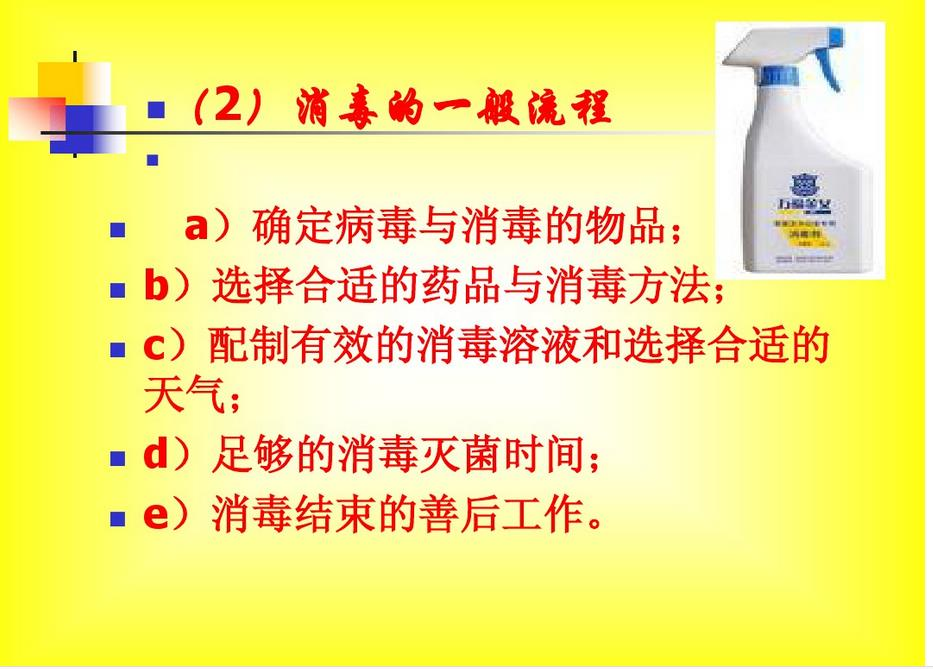 （2）消毒的一般流程
a）确定病毒与消毒的物品；
b）选择合适的药品与消毒方法；
c）配制有效的消毒溶液和选择合适的
天气；
d）足够的消毒灭菌时间；
e）消毒结束的善后工作。
消毒剂